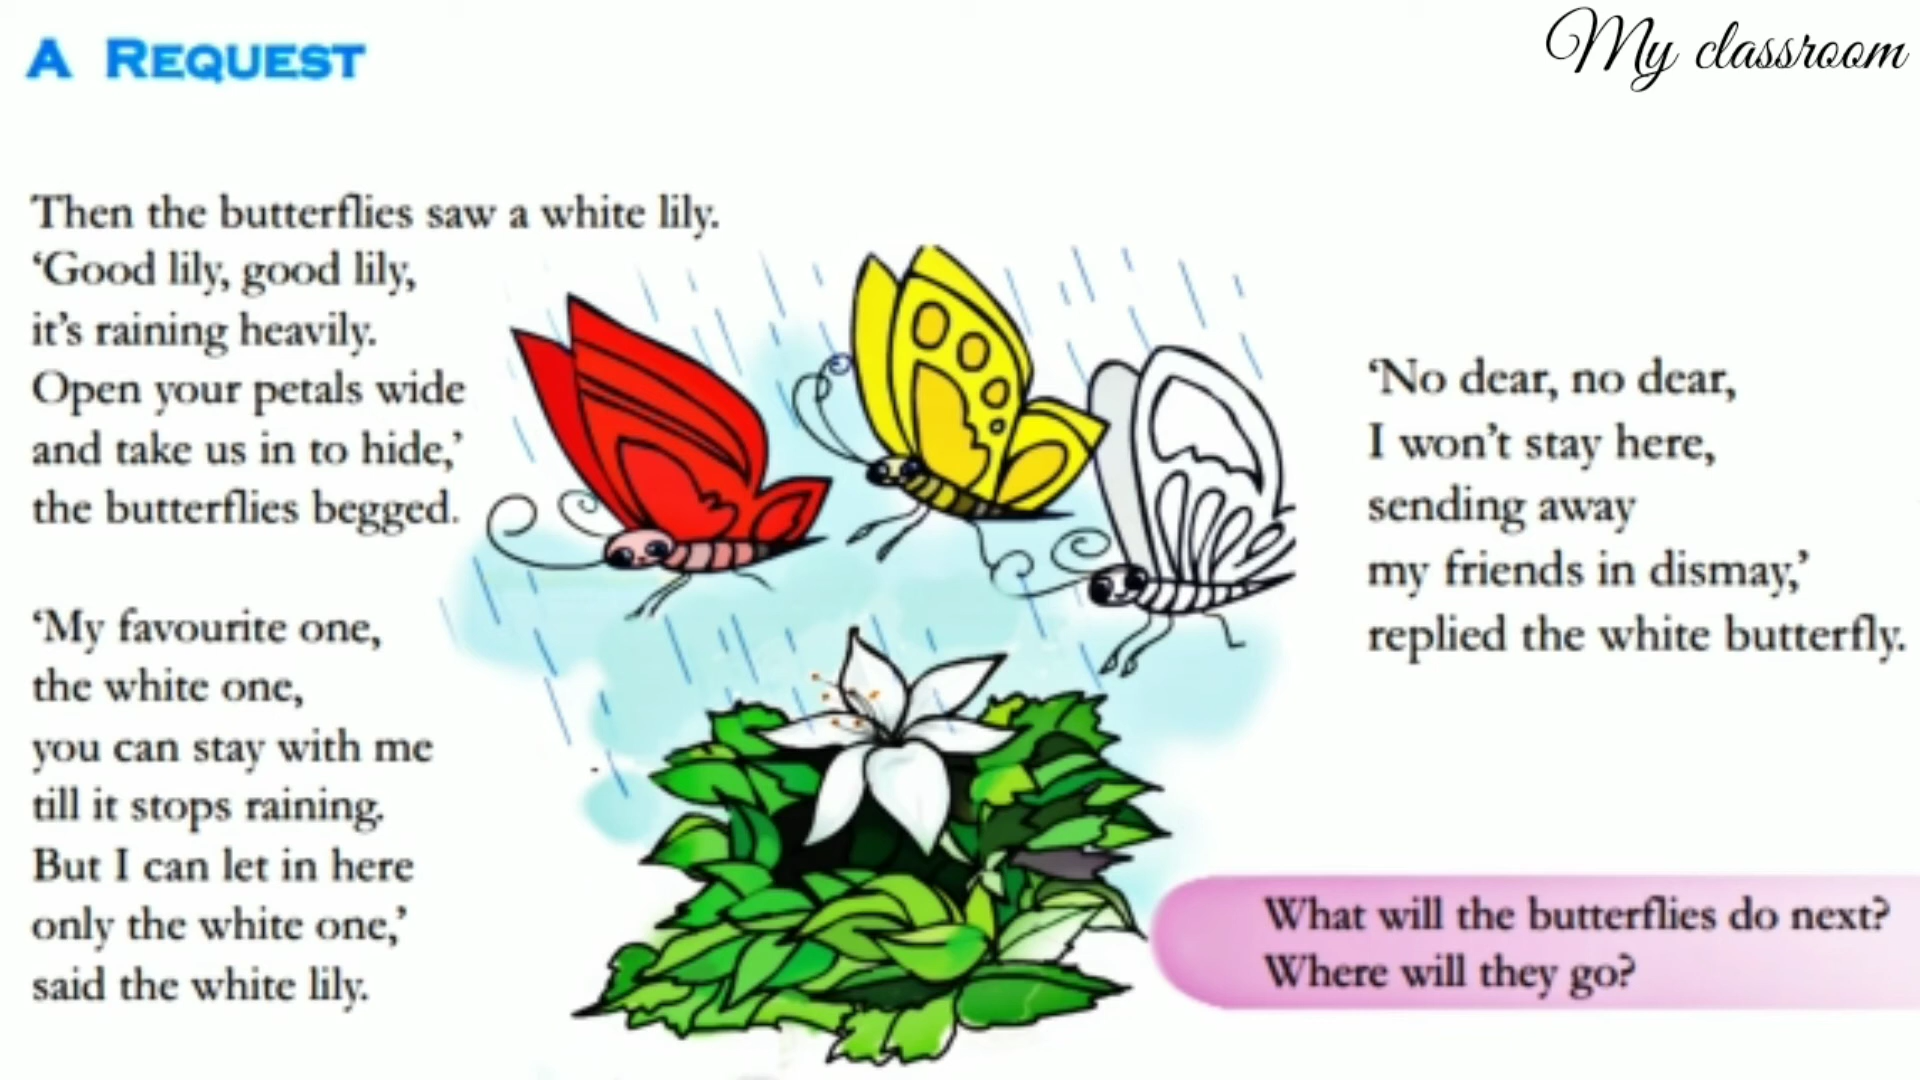 A REQUEST
My classroom
Then the butterflies saw a white lily.
‘Good lily, good lily,
it’s raining heavily.
Open your petals wide
and take us in to hide,’
the butterflies begged.
‘My favourite one,
the white one,
you can stay with me
till it stops raining.
But I can let in here
only the white one,’
said the white lily.
‘No dear, no dear,
I won’t stay here,
sending away
my friends in dismay,’
replied the white butterfly.
What will the butterflies do next?
Where will they go?